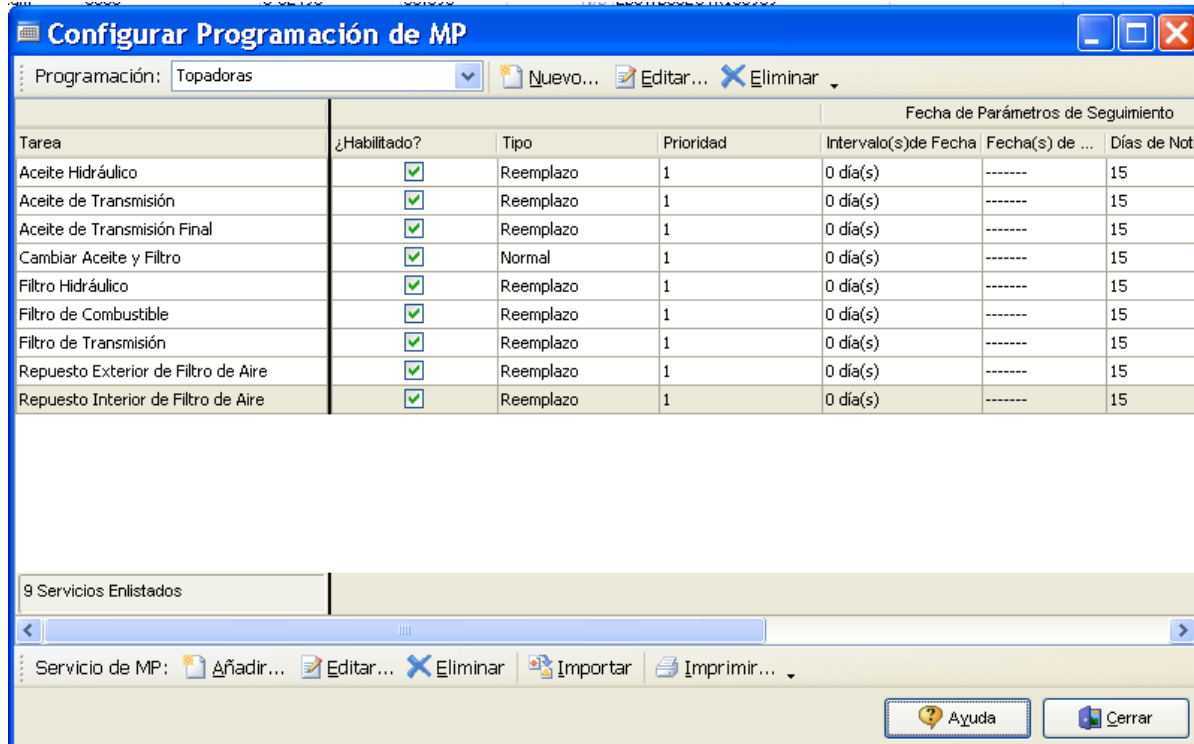 Configurar Programación de MP
Programación: Topadoras Nuevo... Editar... Eliminar
Fecha de Parámetros de Seguimiento
Tarea ¿Habilitado? Tipo Prioridad Intervalo(s)de Fecha Fecha(s) de ... Días de Not
Aceite Hidráulico Reemplazo 1 0 día(s) ------- 15
Aceite de Transmisión Reemplazo 1 0 día(s) ------- 15
Aceite de Transmisión Final Reemplazo 1 0 día(s) ------- 15
Cambiar Aceite y Filtro Normal 1 0 día(s) ------- 15
Filtro Hidráulico Reemplazo 1 0 día(s) ------- 15
Filtro de Combustible Reemplazo 1 0 día(s) ------- 15
Filtro de Transmisión Reemplazo 1 0 día(s) ------- 15
Repuesto Exterior de Filtro de Aire Reemplazo 1 0 día(s) ------- 15
Repuesto Interior de Filtro de Aire Reemplazo 1 0 día(s) ------- 15
9 Servicios Enlistados
Servicio de MP: Añadir... Editar... Eliminar Importar Imprimir...
Ayuda Cerrar